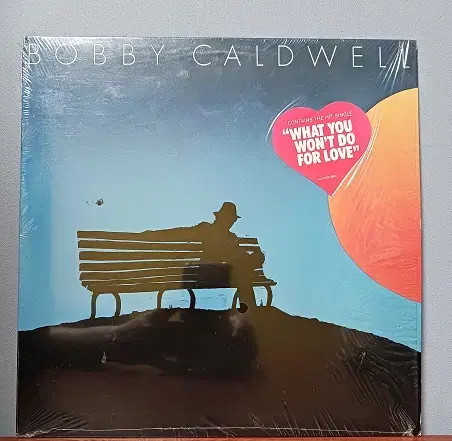 BOBBY CALDWELL
CONTAINS THE HIT SINGLE
"WHAT YOU
WON'T DO
FOR LOVE"